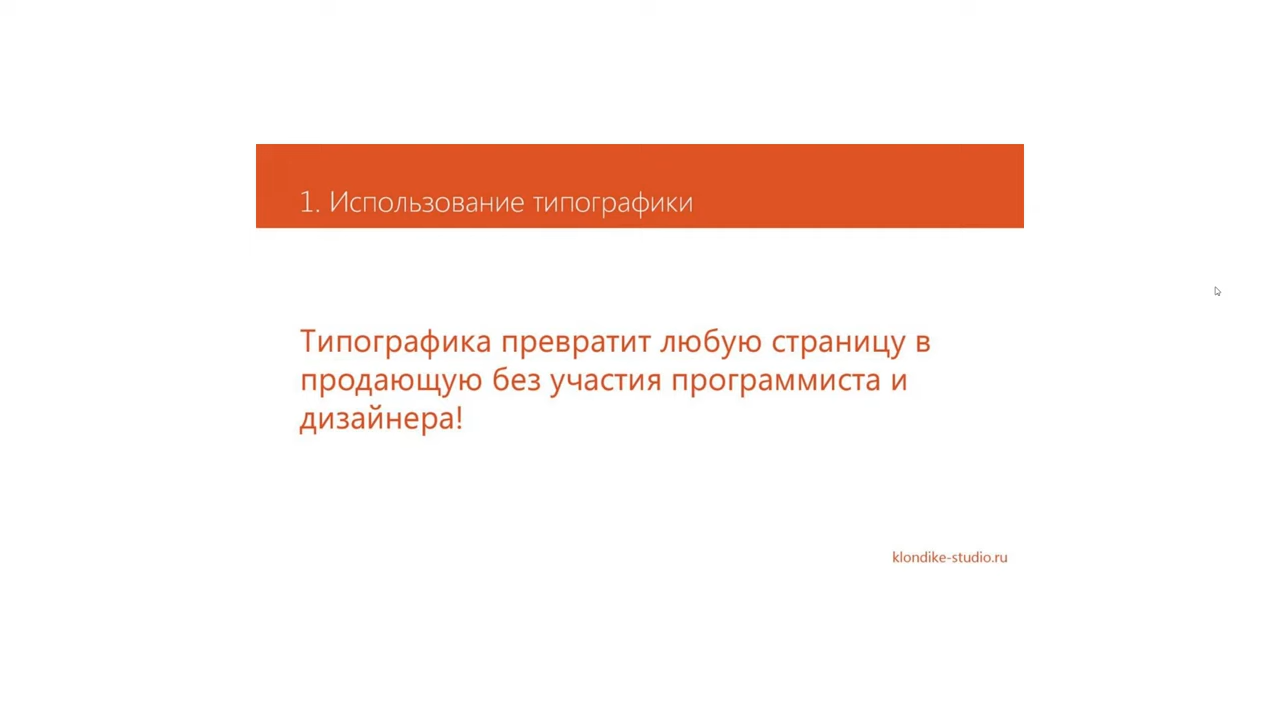 1. Использование типографики
Типографика превратит любую страницу в
продающую без участия программиста и
дизайнера!
klondike-studio.ru